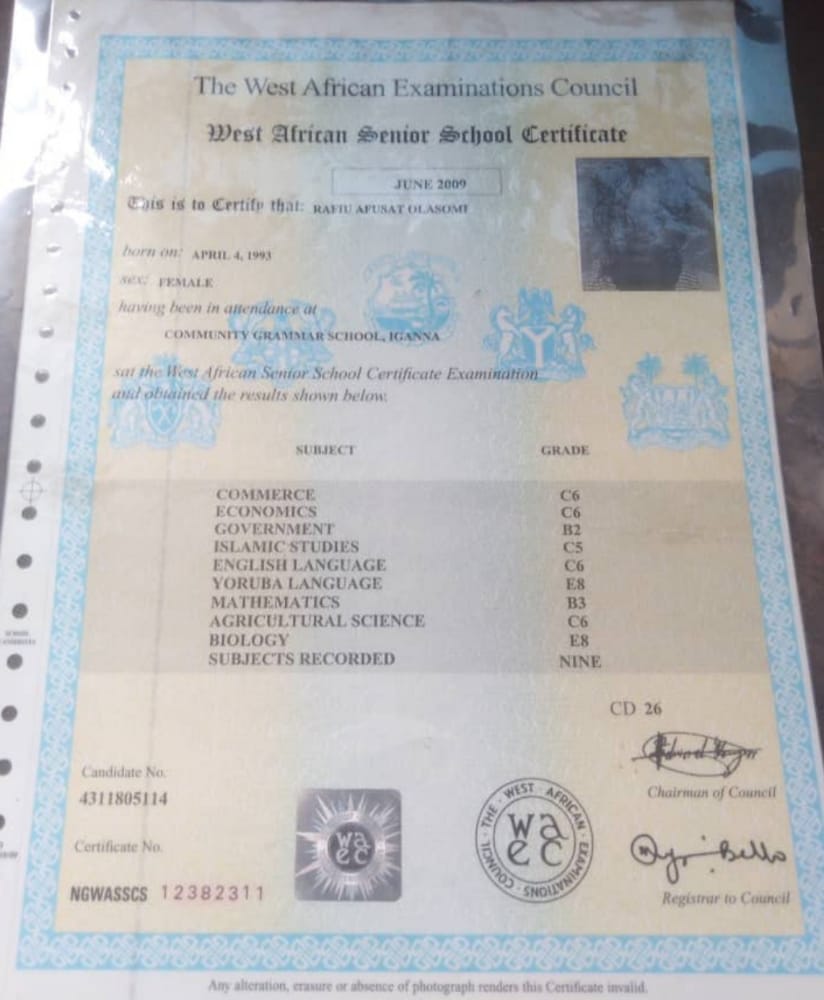 The West African Examinations Council
West African Senior School Certificate
JUNE 2009
This is to Certify that: RAFIU AFUSAT OLASOMI
born on: APRIL 4, 1993
sex: FEMALE
having been in attendance at
COMMUNITY GRAMMAR SCHOOL, IGANNA
sat the West African Senior School Certificate Examination
and obtained the results shown below.
SUBJECT GRADE
COMMERCE C6
ECONOMICS C6
GOVERNMENT B2
ISLAMIC STUDIES C5
ENGLISH LANGUAGE C6
YORUBA LANGUAGE E8
MATHEMATICS B3
AGRICULTURAL SCIENCE C6
BIOLOGY E8
SUBJECTS RECORDED NINE
CD 26
Chairman of Council
Candidate No.
4311805114
Certificate No.
NGWASSCS 12382311
waec
THE WEST AFRICAN EXAMINATIONS COUNCIL
waec
Bello
Registrar to Council
Any alteration, erasure or absence of photograph renders this Certificate invalid.